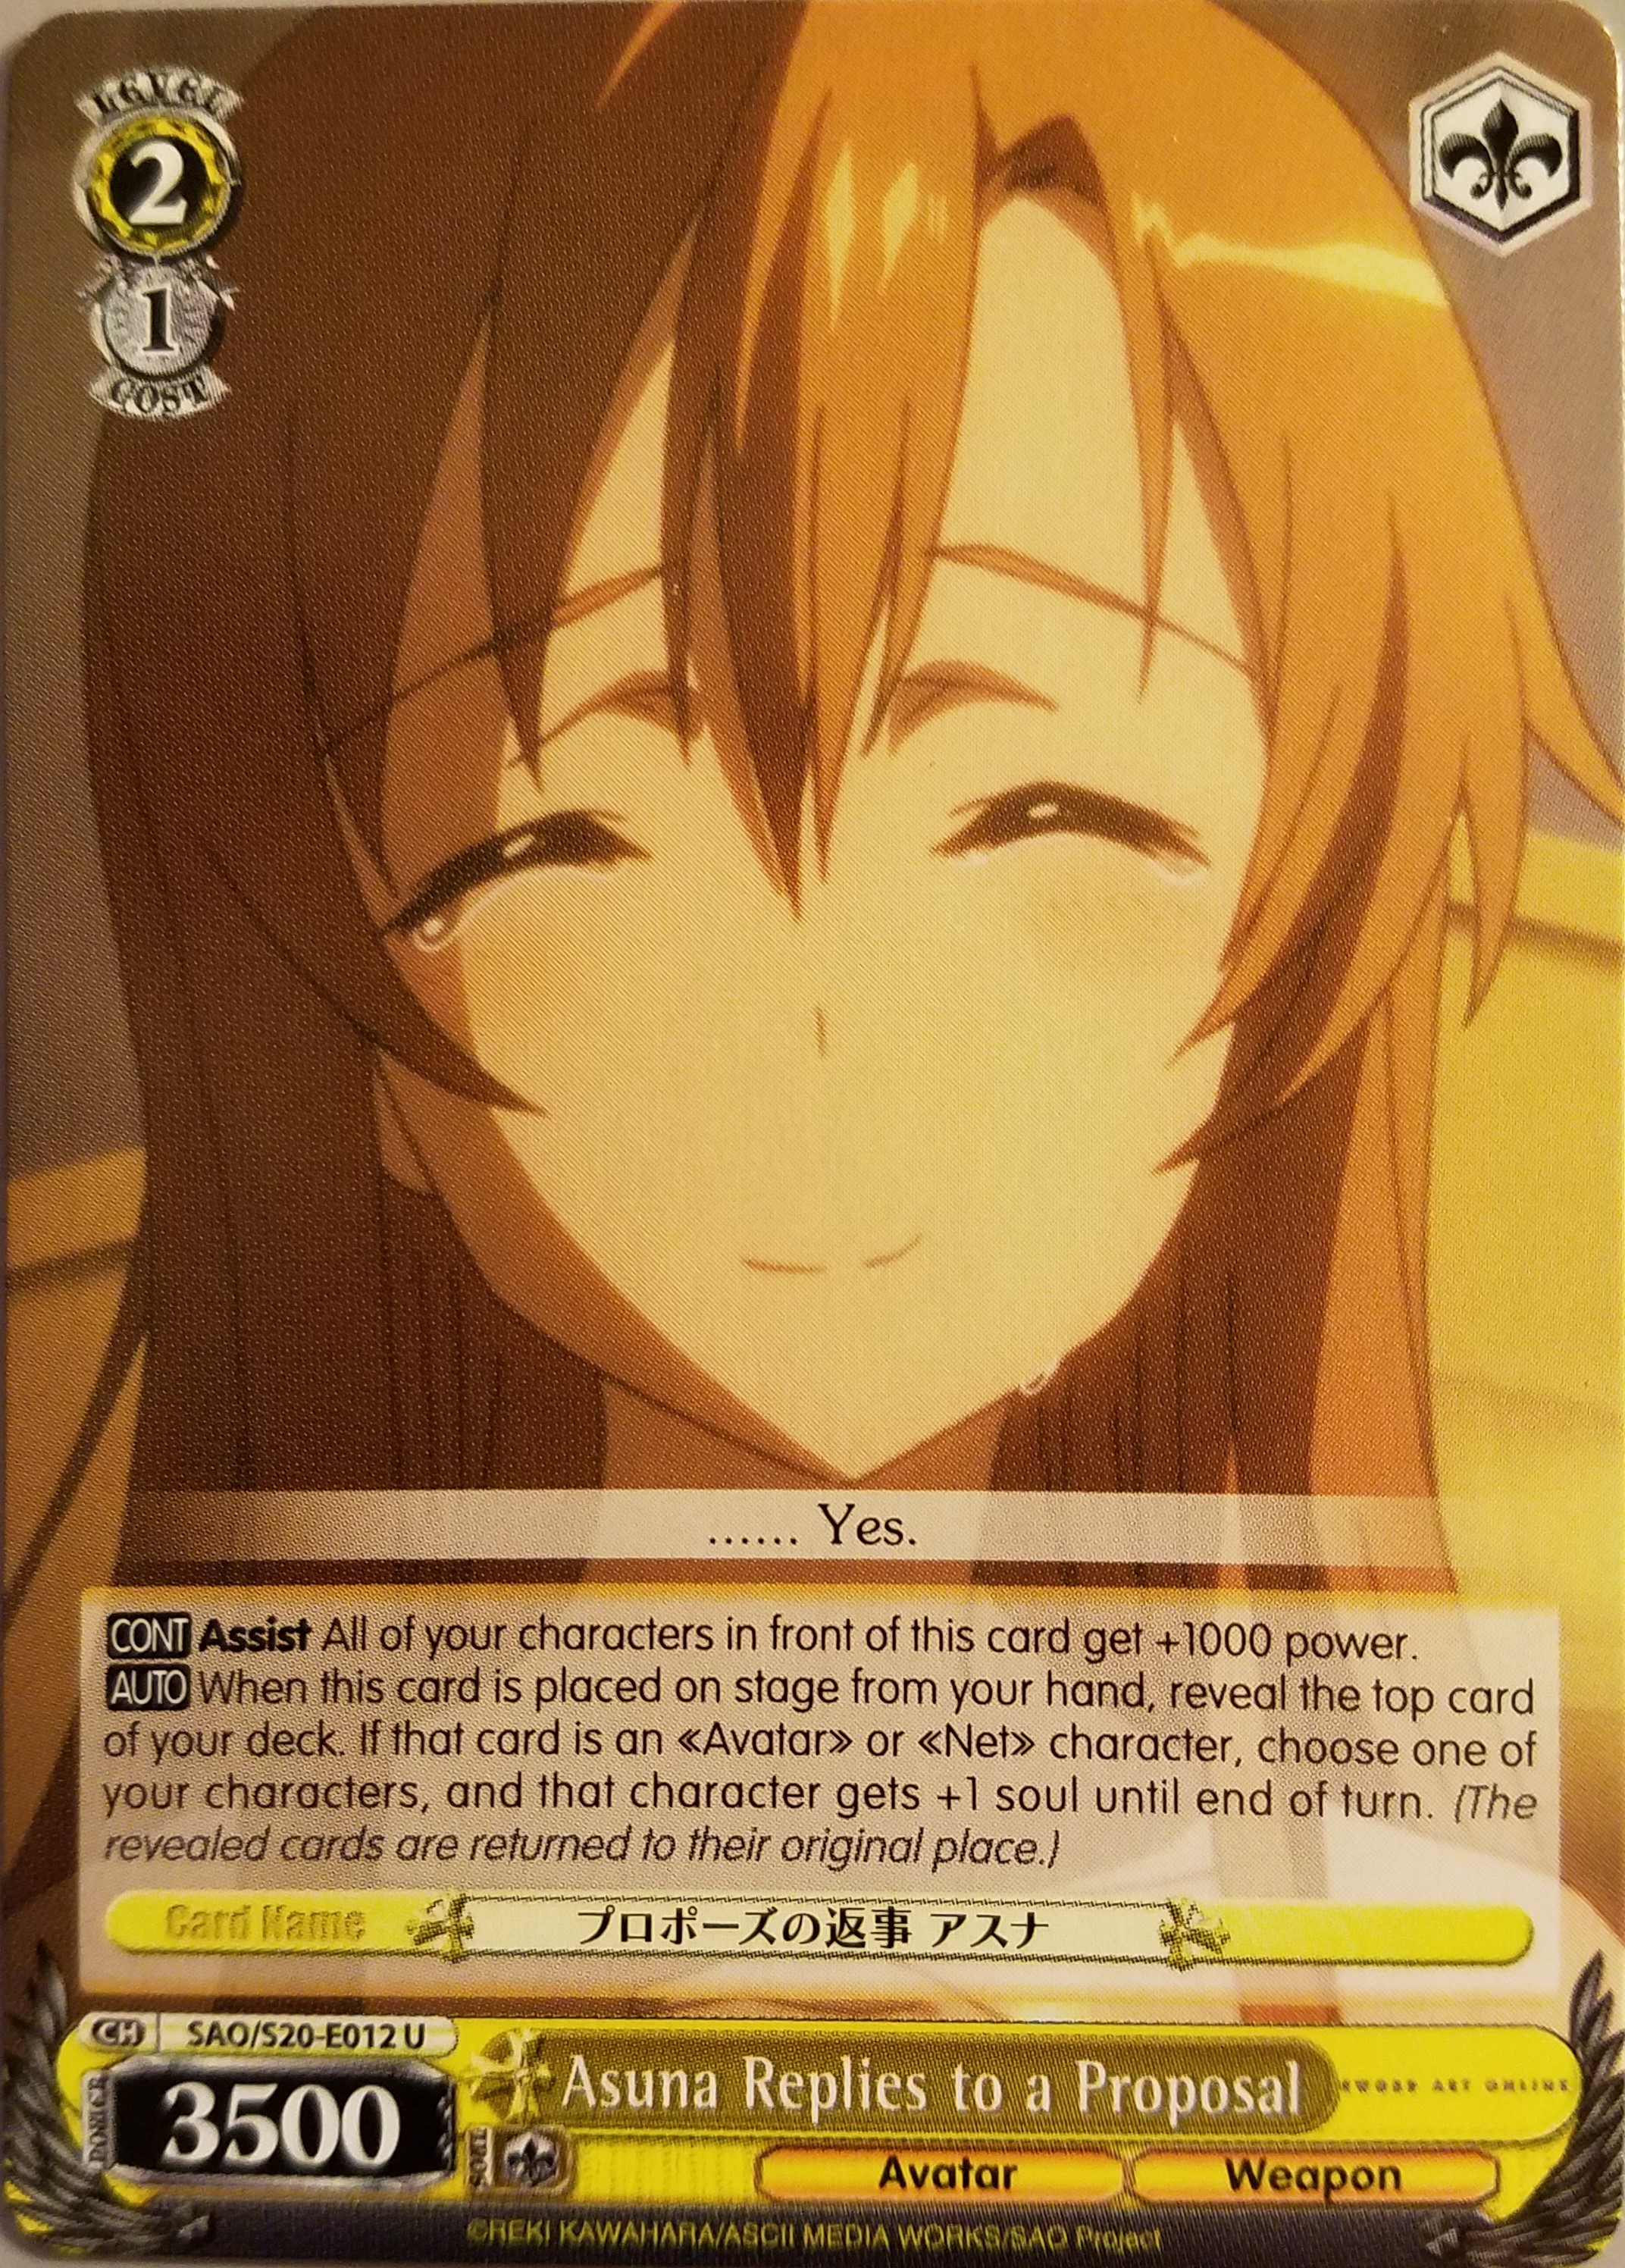 LEVEL
2
1
COST
...... Yes.
CONT Assist All of your characters in front of this card get +1000 power.
AUTO When this card is placed on stage from your hand, reveal the top card
of your deck. If that card is an «Avatar» or «Net» character, choose one of
your characters, and that character gets +1 soul until end of turn. (The
revealed cards are returned to their original place.)
Card Name プロポーズの返事 アスナ
CH SAO/S20-E012 U
POWER 3500
Asuna Replies to a Proposal
SWORD ART ONLINE
SOUL
Avatar Weapon
©REKI KAWAHARA/ASCII MEDIA WORKS/SAO Project